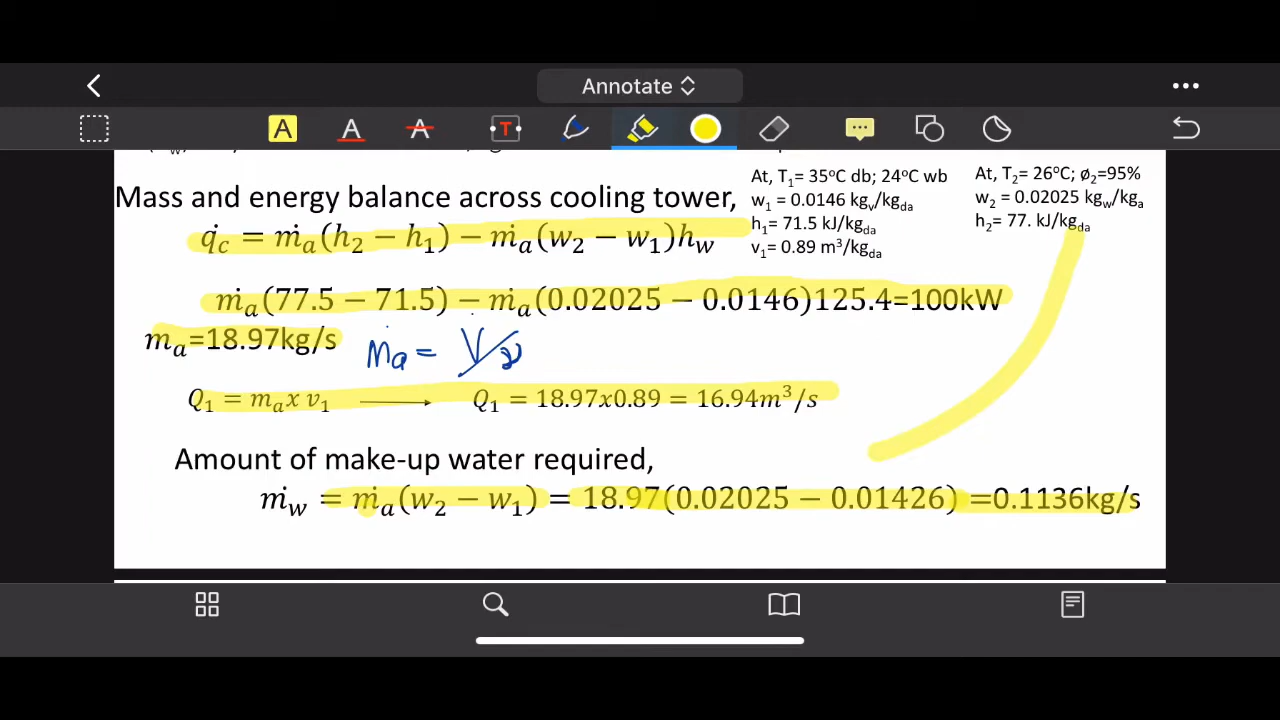 Annotate
A A A T
Mass and energy balance across cooling tower,
q̇c = ṁa(h2 − h1) − ṁa(w2 − w1)hw
At, T1= 35°C db; 24°C wb
w1 = 0.0146 kgv/kgda
h1= 71.5 kJ/kgda
v1= 0.89 m³/kgda
At, T2= 26°C; ø2=95%
w2 = 0.02025 kgw/kga
h2= 77. kJ/kgda
ṁa(77.5 − 71.5) − ṁa(0.02025 − 0.0146)125.4=100kW
ma=18.97kg/s
ṁa = V̇/v
Q1 = ma x v1 ⟶ Q1 = 18.97x0.89 = 16.94m³/s
Amount of make-up water required,
ṁw = ṁa(w2 − w1) = 18.97(0.02025 − 0.01426) =0.1136kg/s